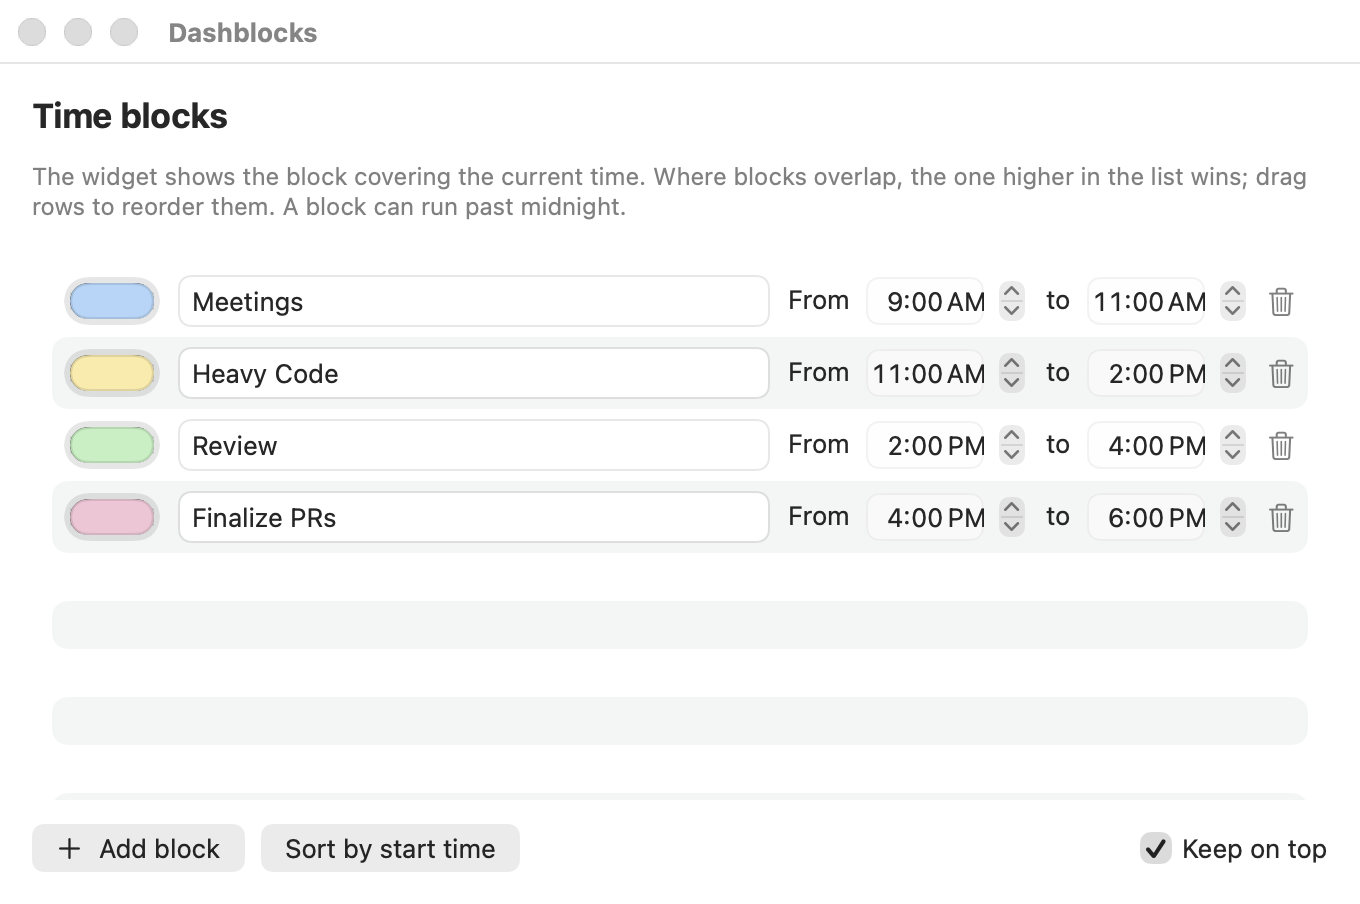 Dashblocks
Time blocks
The widget shows the block covering the current time. Where blocks overlap, the one higher in the list wins; drag
rows to reorder them. A block can run past midnight.
Meetings From 9:00 AM to 11:00 AM
Heavy Code From 11:00 AM to 2:00 PM
Review From 2:00 PM to 4:00 PM
Finalize PRs From 4:00 PM to 6:00 PM
+ Add block Sort by start time Keep on top